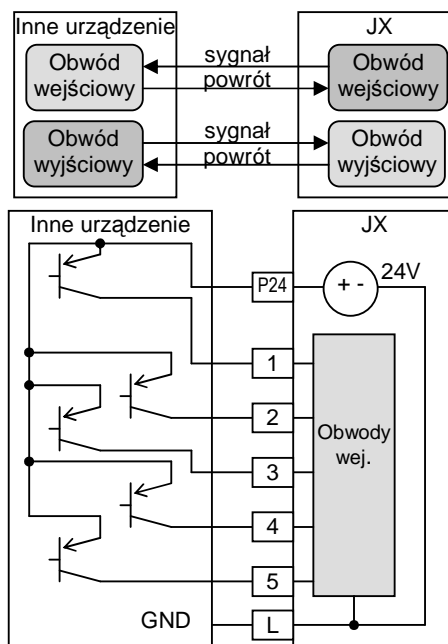 Inne urządzenie
JX
Obwód
wejściowy
sygnał
powrót
Obwód
wejściowy
Obwód
wyjściowy
sygnał
powrót
Obwód
wyjściowy
Inne urządzenie
JX
P24
+ -
24V
1
2
3
4
5
Obwody
wej.
GND
L